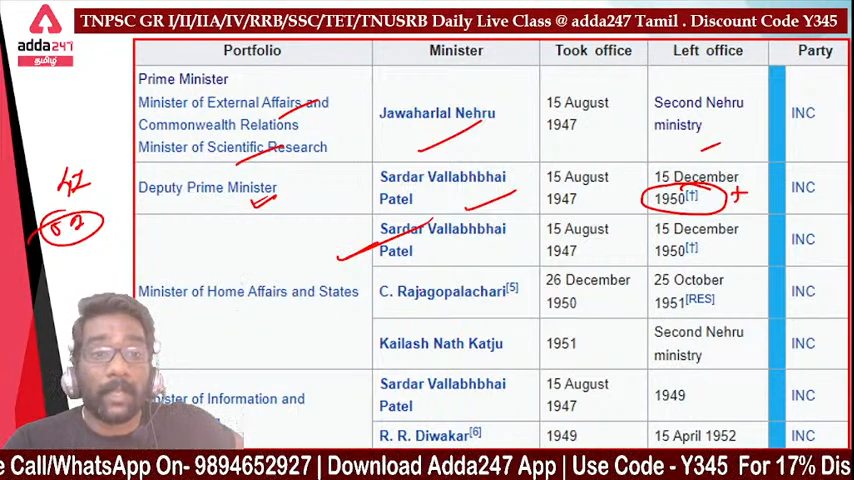 TNPSC GR I/II/IIA/IV/RRB/SSC/TET/TNUSRB Daily Live Class @ adda247 Tamil . Discount Code Y345
adda247
தமிழ்
Portfolio Minister Took office Left office Party
Prime Minister
Minister of External Affairs and
Commonwealth Relations
Minister of Scientific Research
Jawaharlal Nehru
15 August
1947
Second Nehru
ministry
INC
47
52
Deputy Prime Minister
Sardar Vallabhbhai
Patel
15 August
1947
15 December
1950[†]
INC
Minister of Home Affairs and States
Sardar Vallabhbhai
Patel
15 August
1947
15 December
1950[†]
INC
C. Rajagopalachari[5]
26 December
1950
25 October
1951[RES]
INC
Kailash Nath Katju
1951
Second Nehru
ministry
INC
of Information and
Sardar Vallabhbhai
Patel
15 August
1947
1949
INC
R. R. Diwakar[6]
1949
15 April 1952
INC
e Call/WhatsApp On- 9894652927 | Download Adda247 App | Use Code - Y345 For 17% Dis